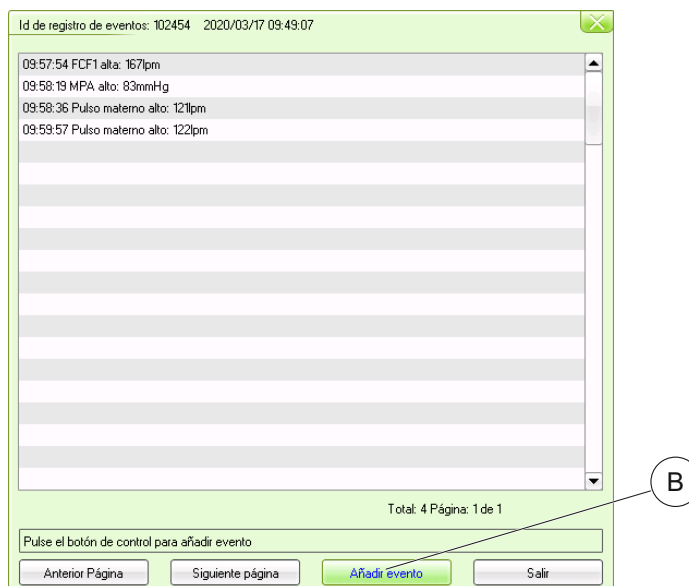 Id de registro de eventos: 102454 2020/03/17 09:49:07
09:57:54 FCF1 alta: 167lpm
09:58:19 MPA alto: 83mmHg
09:58:36 Pulso materno alto: 121lpm
09:59:57 Pulso materno alto: 122lpm
B
Total: 4 Página: 1 de 1
Pulse el botón de control para añadir evento
Anterior Página Siguiente página Añadir evento Salir